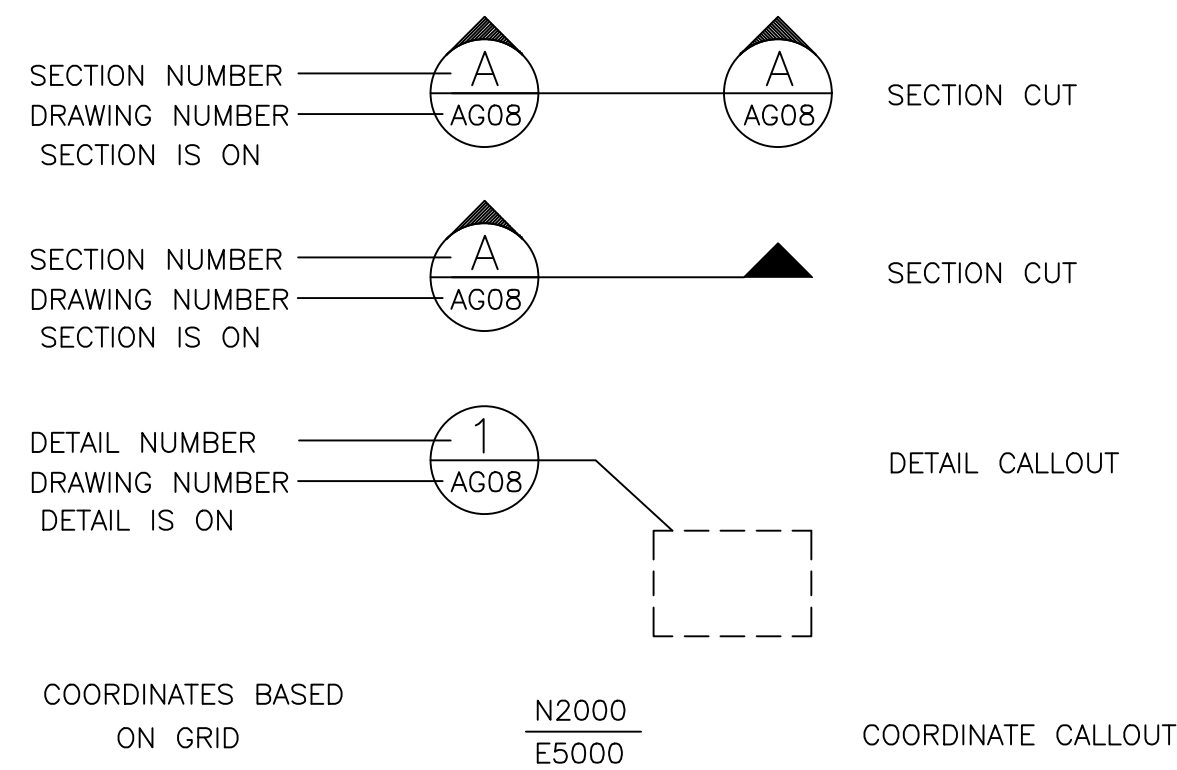 A
A
SECTION NUMBER
DRAWING NUMBER
AG08
AG08
SECTION CUT
SECTION IS ON
A
SECTION NUMBER
DRAWING NUMBER
AG08
SECTION CUT
SECTION IS ON
1
DETAIL NUMBER
DRAWING NUMBER
AG08
DETAIL CALLOUT
DETAIL IS ON
COORDINATES BASED
ON GRID
N2000
E5000
COORDINATE CALLOUT